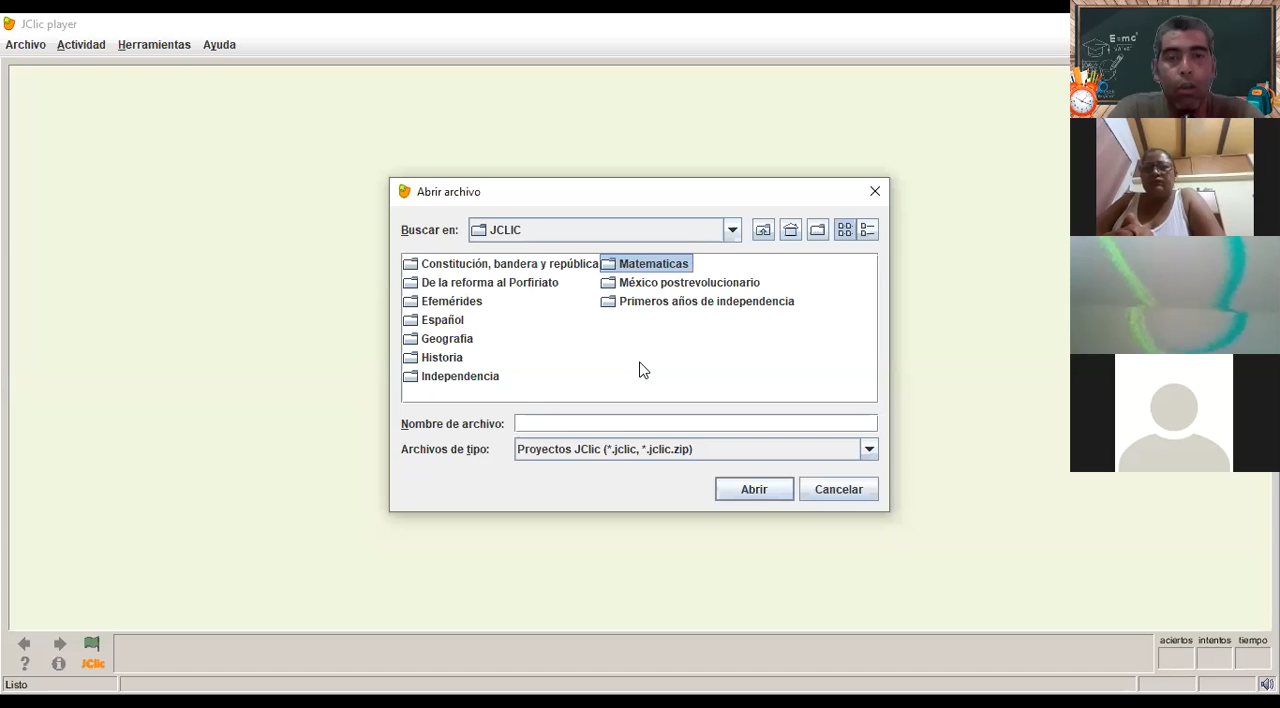 JClic player
Archivo Actividad Herramientas Ayuda
Abrir archivo
Buscar en: JCLIC
Constitución, bandera y república
De la reforma al Porfiriato
Efemérides
Español
Geografia
Historia
Independencia
Matematicas
México postrevolucionario
Primeros años de independencia
Nombre de archivo:
Archivos de tipo: Proyectos JClic (*.jclic, *.jclic.zip)
Abrir Cancelar
aciertos intentos tiempo
JClic
Listo
E=mc²